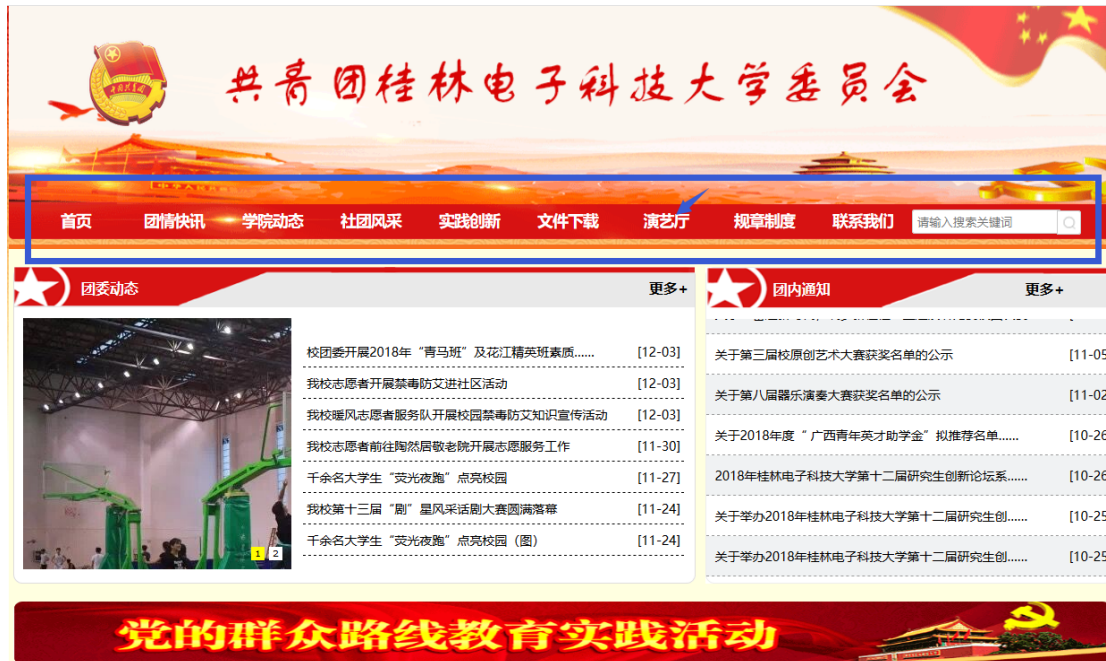 共青团桂林电子科技大学委员会
首页 团情快讯 学院动态 社团风采 实践创新 文件下载 演艺厅 规章制度 联系我们 请输入搜索关键词
团委动态 更多+
校团委开展2018年“青马班”及花江精英班素质...... [12-03]
我校志愿者开展禁毒防艾进社区活动 [12-03]
我校暖风志愿者服务队开展校园禁毒防艾知识宣传活动 [12-03]
我校志愿者前往陶然居敬老院开展志愿服务工作 [11-30]
千余名大学生“荧光夜跑”点亮校园 [11-27]
我校第十三届“剧”星风采话剧大赛圆满落幕 [11-24]
千余名大学生“荧光夜跑”点亮校园（图） [11-24]
1 2
团内通知 更多+
关于第三届校原创艺术大赛获奖名单的公示 [11-05
关于第八届器乐演奏大赛获奖名单的公示 [11-02
关于2018年度“ 广西青年英才助学金”拟推荐名单...... [10-26
2018年桂林电子科技大学第十二届研究生创新论坛系...... [10-26
关于举办2018年桂林电子科技大学第十二届研究生创...... [10-25
关于举办2018年桂林电子科技大学第十二届研究生创...... [10-25
党的群众路线教育实践活动